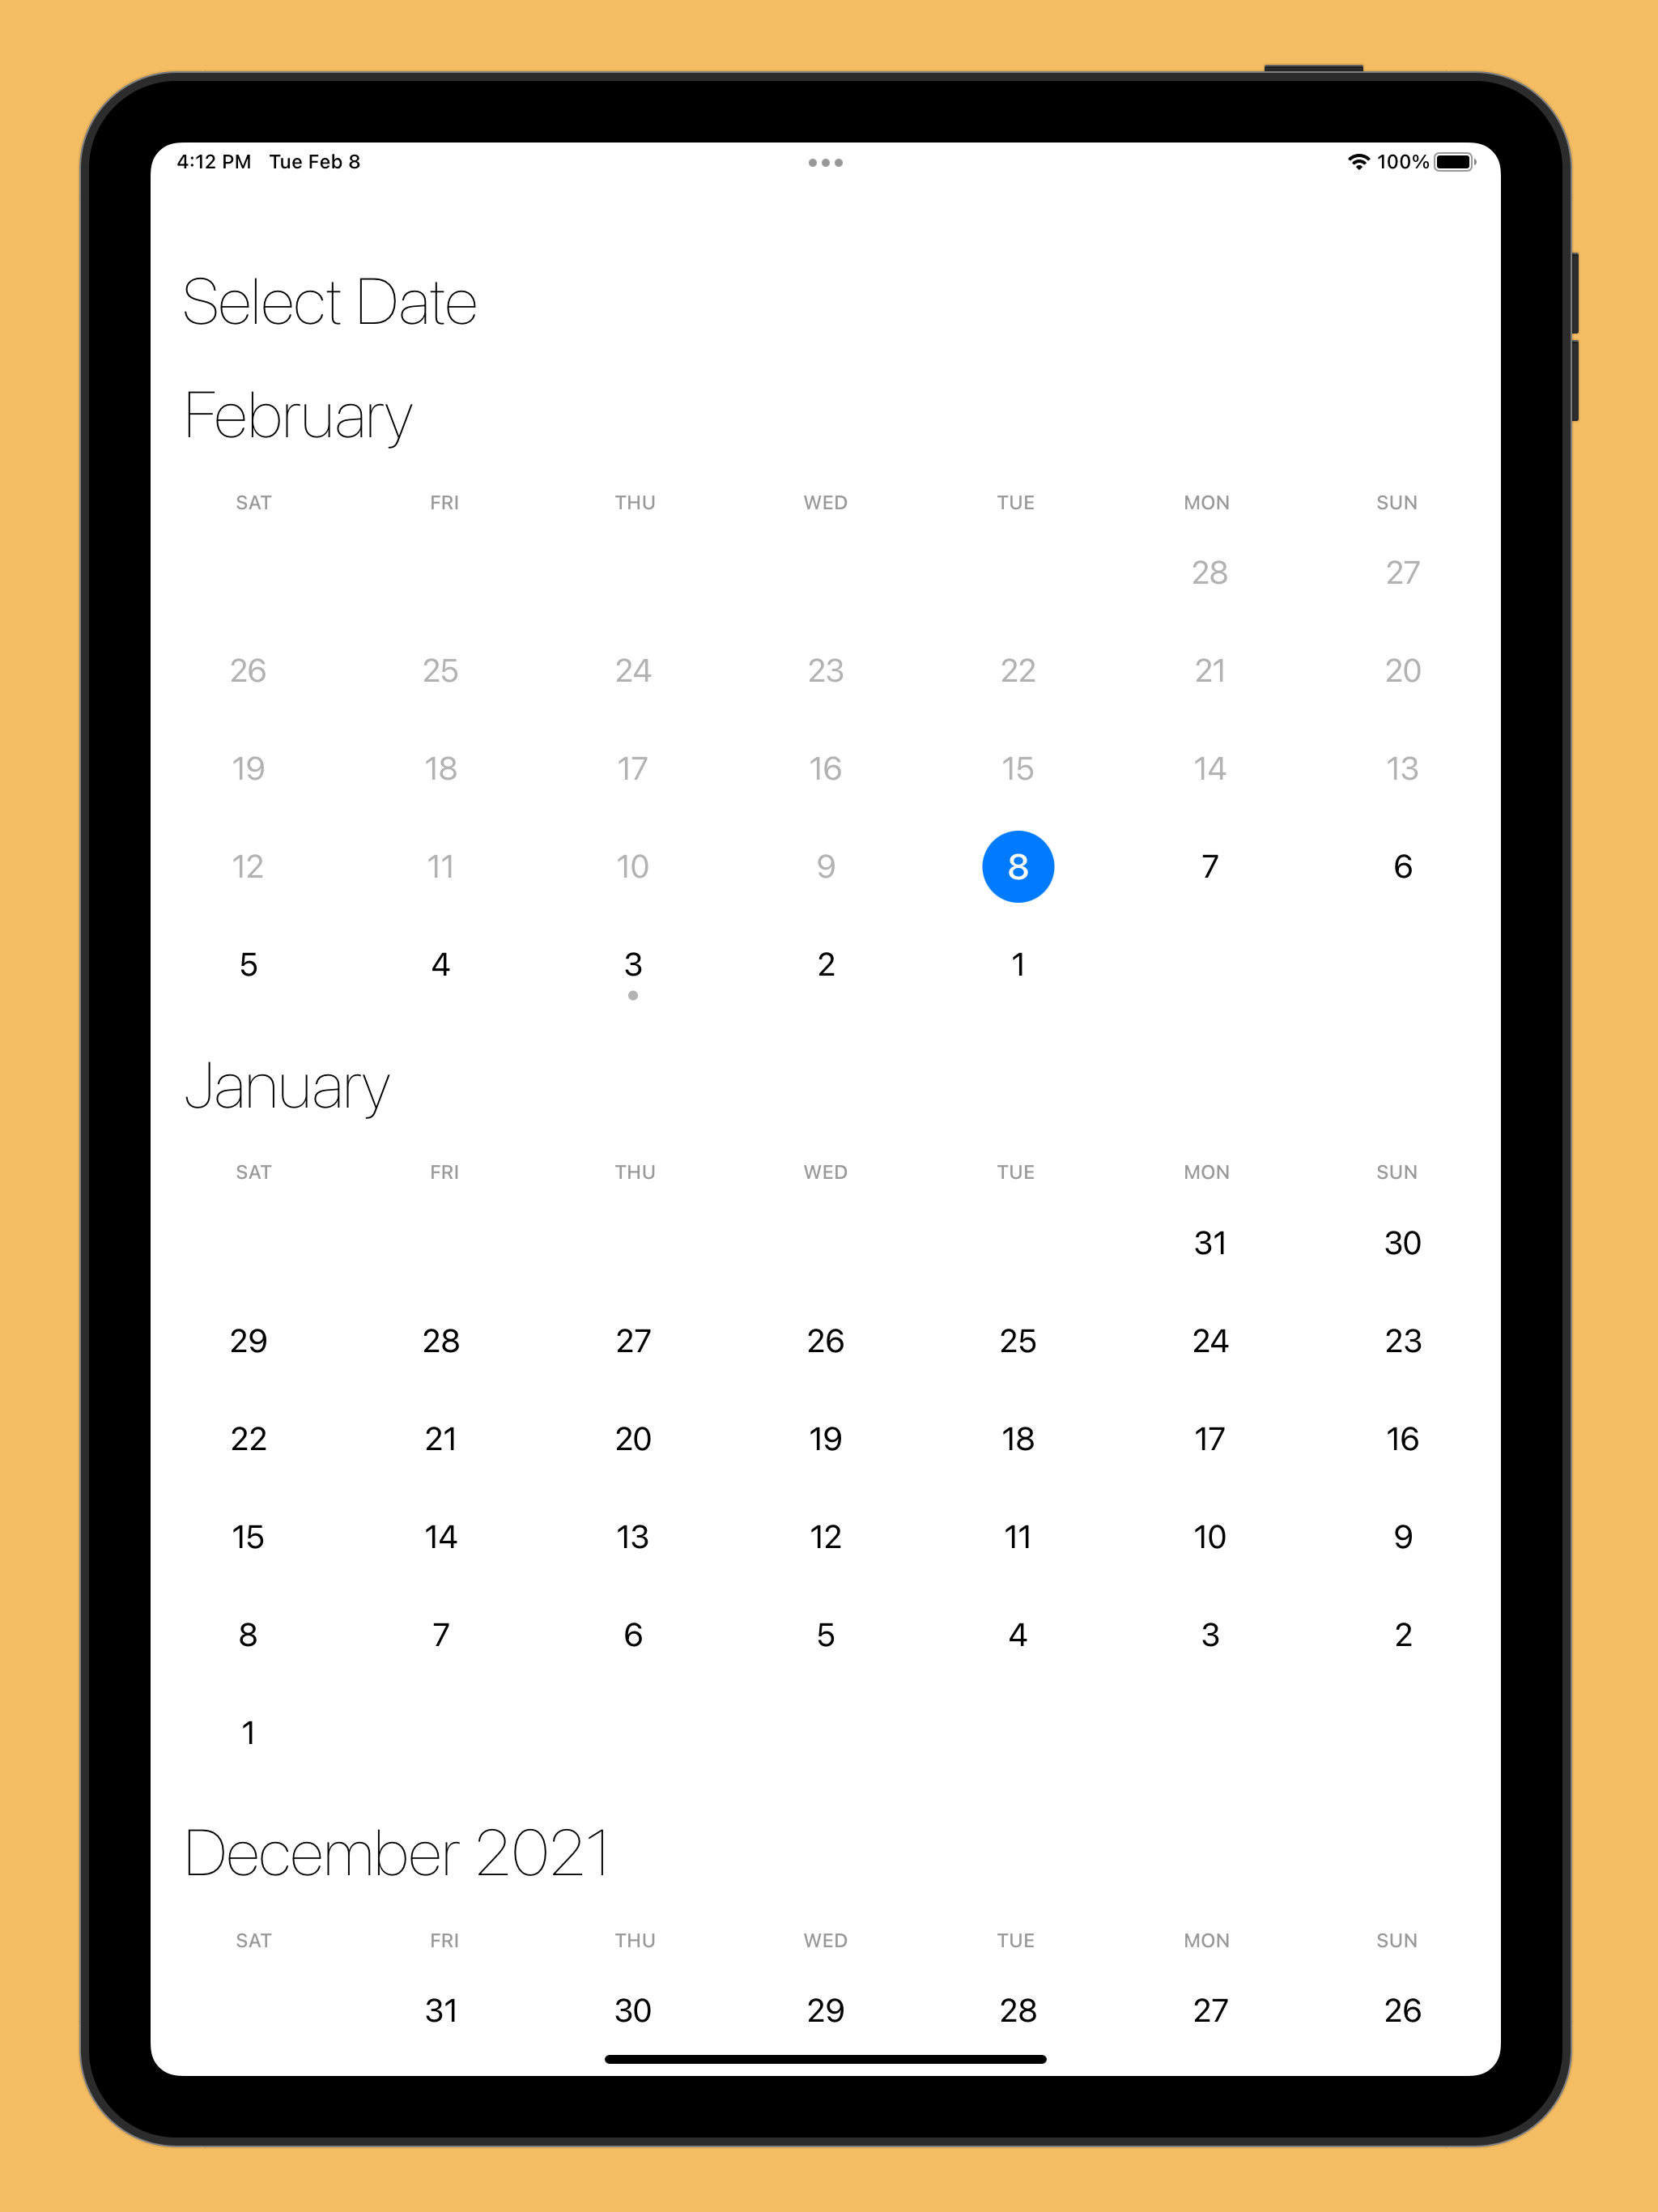 4:12 PM Tue Feb 8 100%
Select Date
February
SAT FRI THU WED TUE MON SUN
28 27
26 25 24 23 22 21 20
19 18 17 16 15 14 13
12 11 10 9 8 7 6
5 4 3 2 1
January
SAT FRI THU WED TUE MON SUN
31 30
29 28 27 26 25 24 23
22 21 20 19 18 17 16
15 14 13 12 11 10 9
8 7 6 5 4 3 2
1
December 2021
SAT FRI THU WED TUE MON SUN
31 30 29 28 27 26